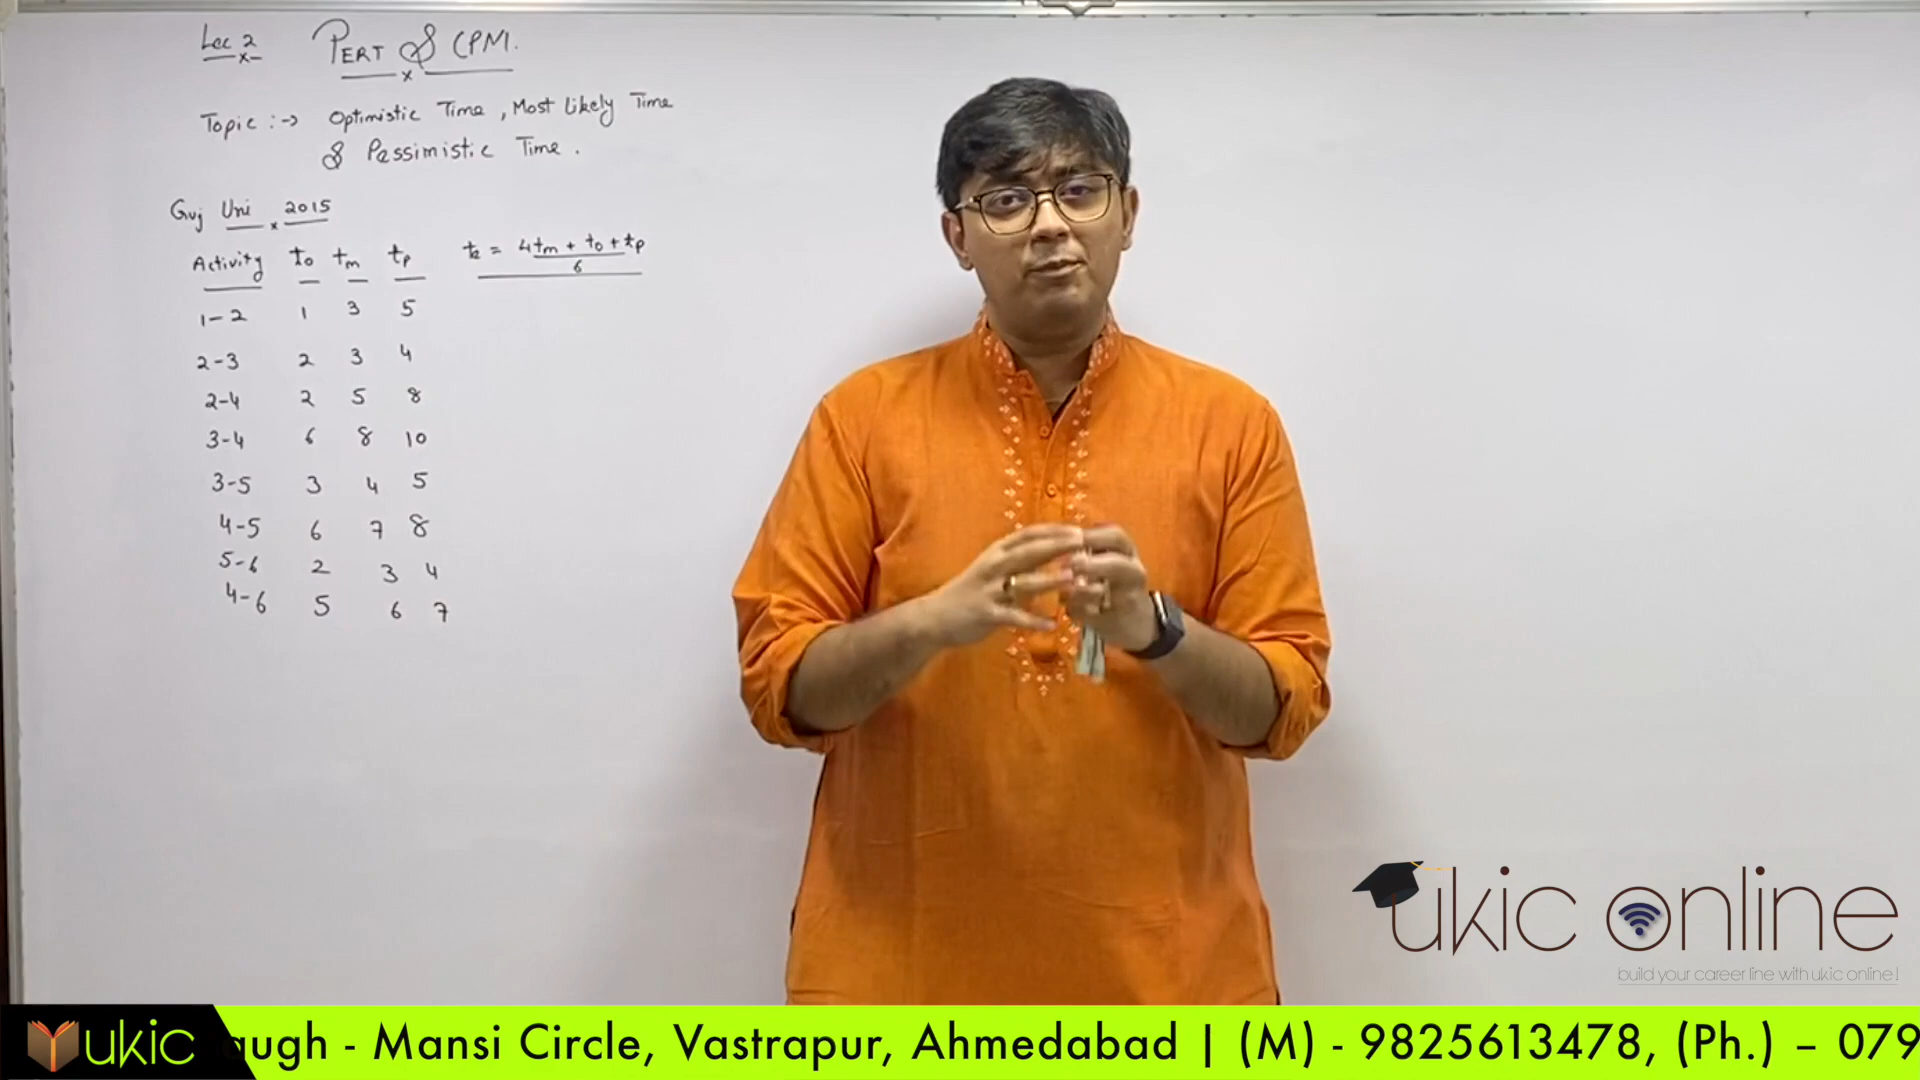 Lec 2 PERT & CPM.
Topic :-> Optimistic Time, Most Likely Time
& Passimistic Time.
Guj Uni 2015
Activity to tm tp te = 4tm + to + tp / 6
1-2 1 3 5
2-3 2 3 4
2-4 2 5 8
3-4 6 8 10
3-5 3 4 5
4-5 6 7 8
5-6 2 3 4
4-6 5 6 7
ukic online
build your career line with ukic online!
ukic augh - Mansi Circle, Vastrapur, Ahmedabad | (M) - 9825613478, (Ph.) – 079